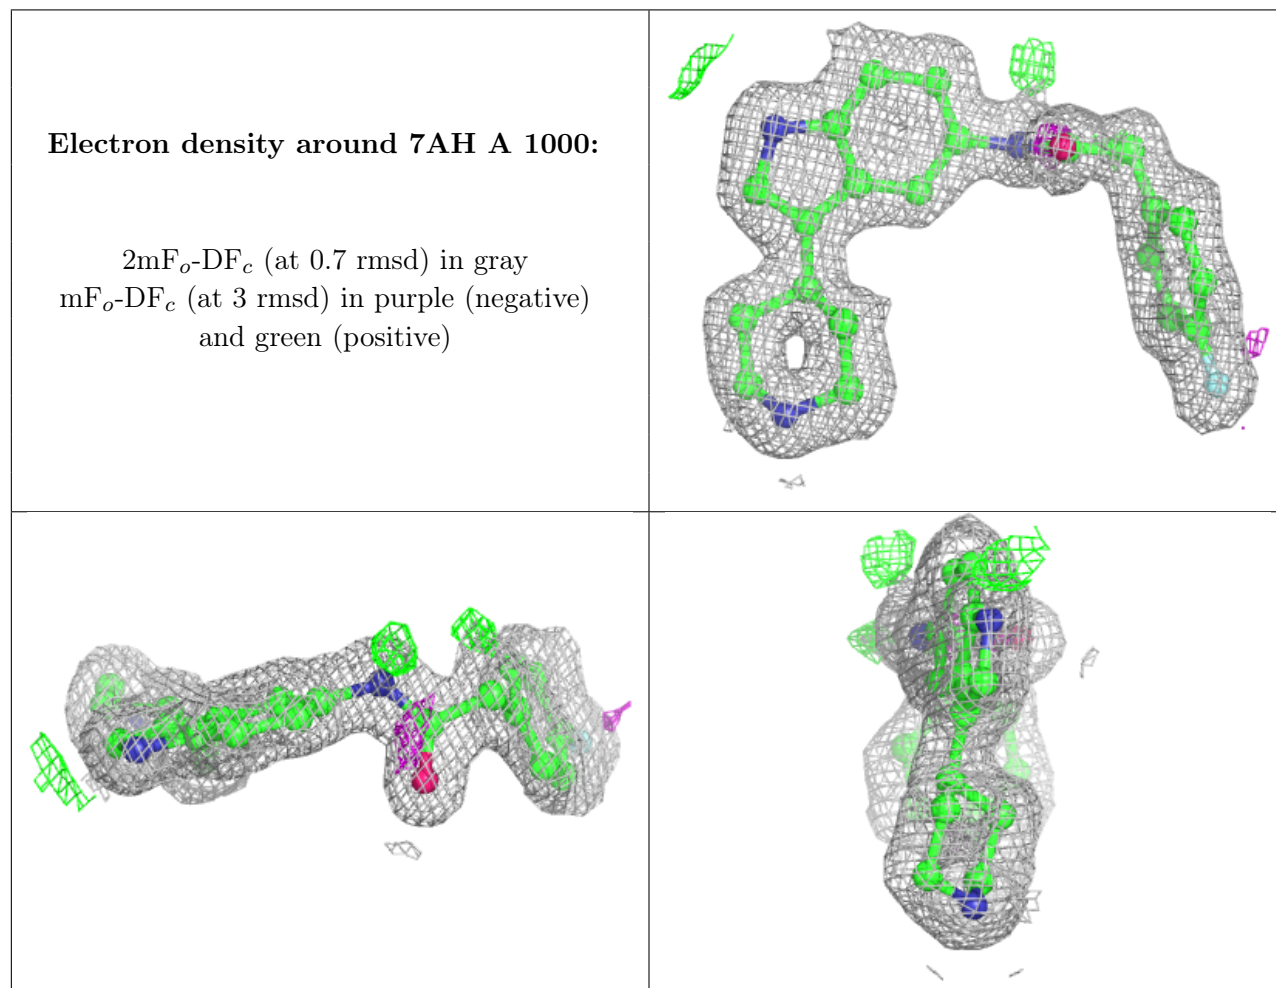 Electron density around 7AH A 1000:
2mFo-DFc (at 0.7 rmsd) in gray
mFo-DFc (at 3 rmsd) in purple (negative)
and green (positive)